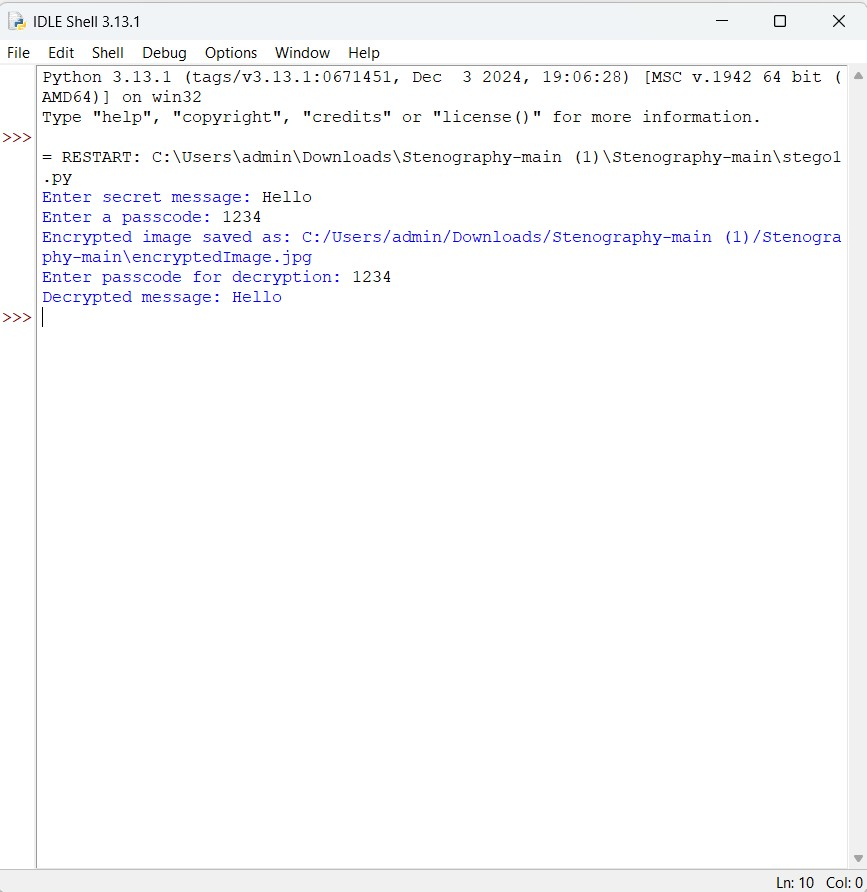 IDLE Shell 3.13.1
File Edit Shell Debug Options Window Help
Python 3.13.1 (tags/v3.13.1:0671451, Dec  3 2024, 19:06:28) [MSC v.1942 64 bit (
AMD64)] on win32
Type "help", "copyright", "credits" or "license()" for more information.
>>>
= RESTART: C:\Users\admin\Downloads\Stenography-main (1)\Stenography-main\stego1
.py
Enter secret message: Hello
Enter a passcode: 1234
Encrypted image saved as: C:/Users/admin/Downloads/Stenography-main (1)/Stenogra
phy-main\encryptedImage.jpg
Enter passcode for decryption: 1234
Decrypted message: Hello
>>>
Ln: 10 Col: 0